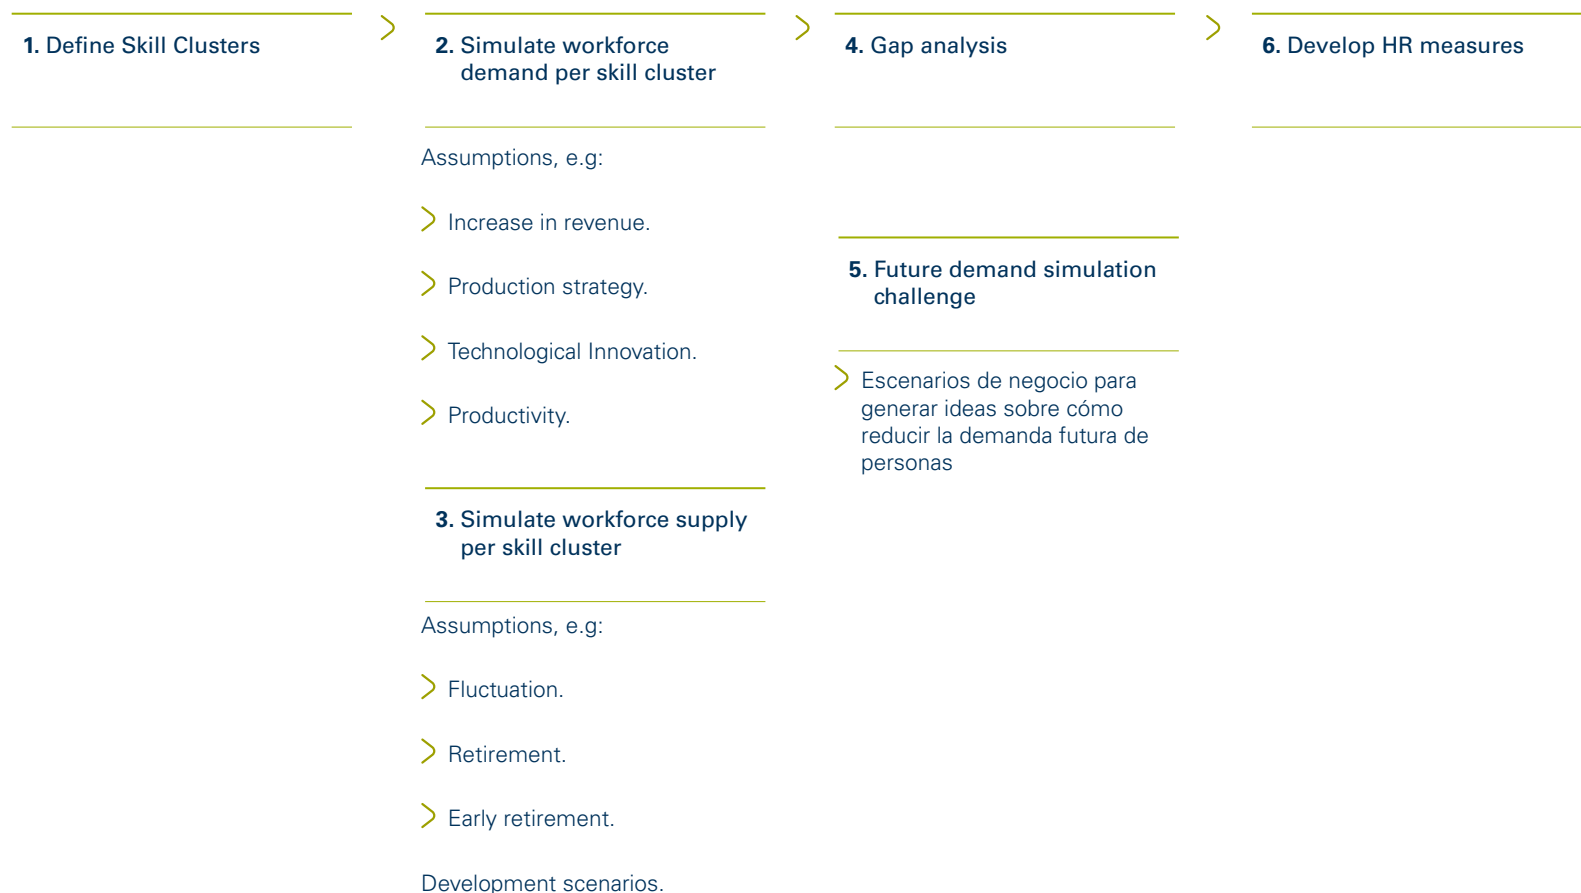 1. Define Skill Clusters
2. Simulate workforce
demand per skill cluster
Assumptions, e.g:
Increase in revenue.
Production strategy.
Technological Innovation.
Productivity.
3. Simulate workforce supply
per skill cluster
Assumptions, e.g:
Fluctuation.
Retirement.
Early retirement.
Development scenarios.
4. Gap analysis
5. Future demand simulation
challenge
Escenarios de negocio para
generar ideas sobre cómo
reducir la demanda futura de
personas
6. Develop HR measures